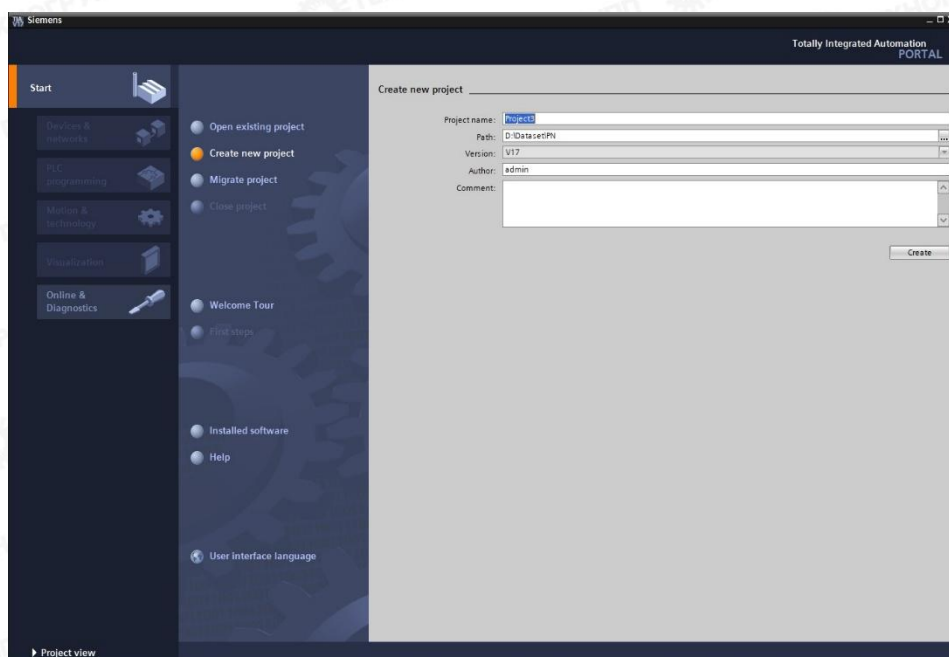 Siemens
Totally Integrated Automation
PORTAL
Start
Devices &
networks
PLC
programming
Motion &
technology
Visualization
Online &
Diagnostics
Open existing project
Create new project
Migrate project
Close project
Welcome Tour
First steps
Installed software
Help
User interface language
Create new project
Project name: Project3
Path: D:\Dataset\PN
...
Version: V17
Author: admin
Comment:
Create
Project view